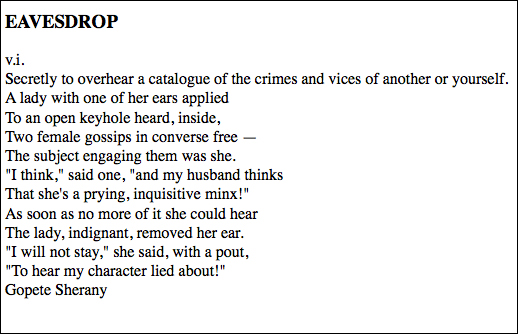 EAVESDROP
v.i.
Secretly to overhear a catalogue of the crimes and vices of another or yourself.
A lady with one of her ears applied
To an open keyhole heard, inside,
Two female gossips in converse free —
The subject engaging them was she.
"I think," said one, "and my husband thinks
That she's a prying, inquisitive minx!"
As soon as no more of it she could hear
The lady, indignant, removed her ear.
"I will not stay," she said, with a pout,
"To hear my character lied about!"
Gopete Sherany